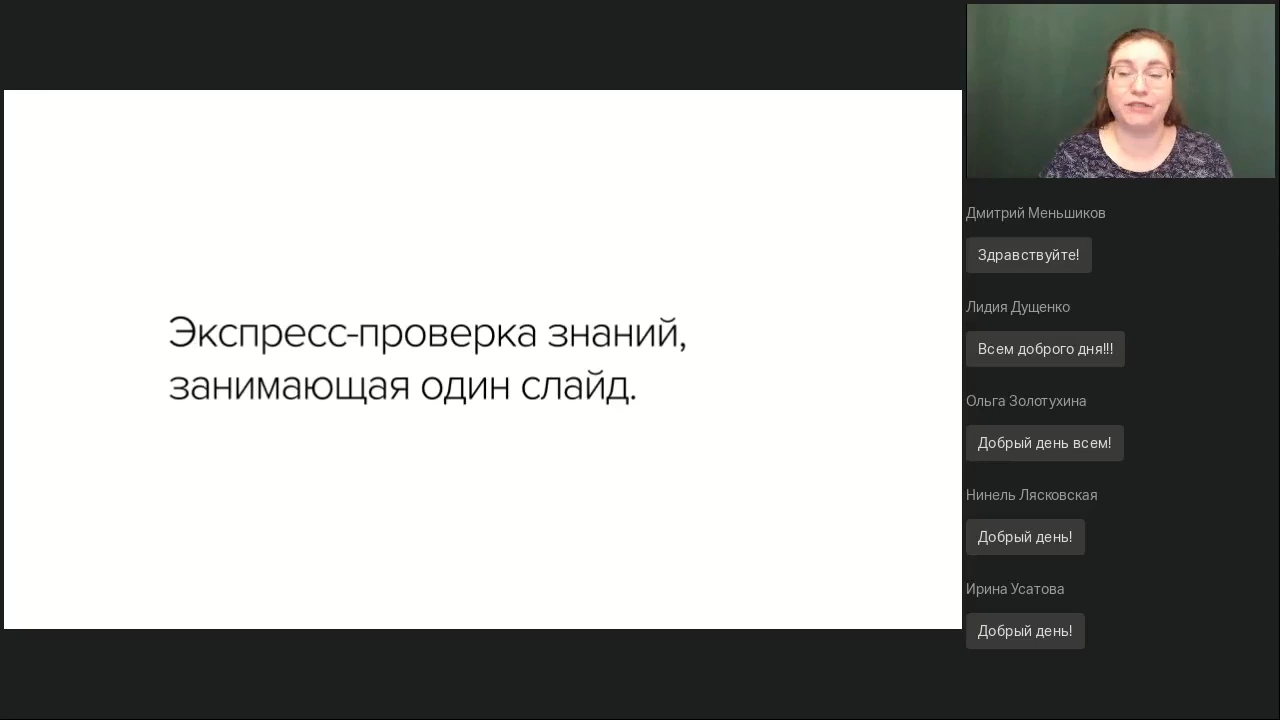 Экспресс-проверка знаний,
занимающая один слайд.
Дмитрий Меньшиков
Здравствуйте!
Лидия Дущенко
Всем доброго дня!!!
Ольга Золотухина
Добрый день всем!
Нинель Лясковская
Добрый день!
Ирина Усатова
Добрый день!